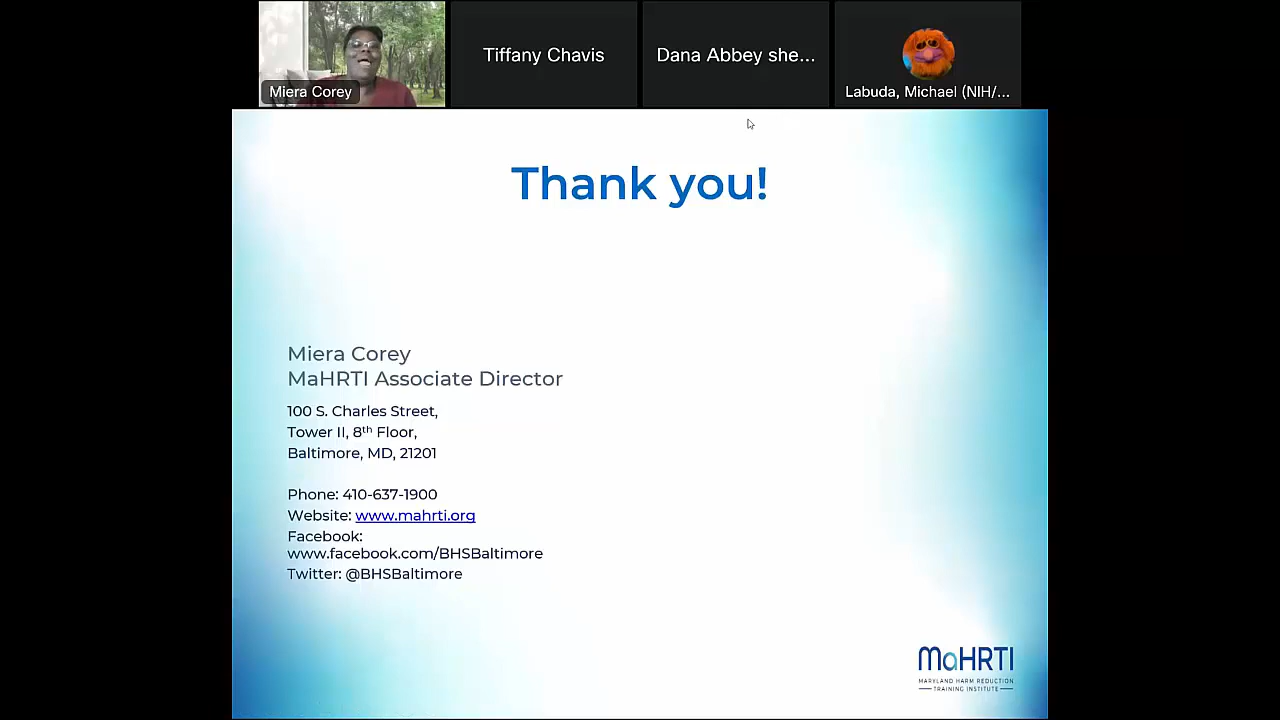 Miera Corey
Tiffany Chavis
Dana Abbey she...
Labuda, Michael (NIH/...
Thank you!
Miera Corey
MaHRTI Associate Director
100 S. Charles Street,
Tower II, 8th Floor,
Baltimore, MD, 21201
Phone: 410-637-1900
Website: www.mahrti.org
Facebook:
www.facebook.com/BHSBaltimore
Twitter: @BHSBaltimore
MaHRTI
MARYLAND HARM REDUCTION
TRAINING INSTITUTE